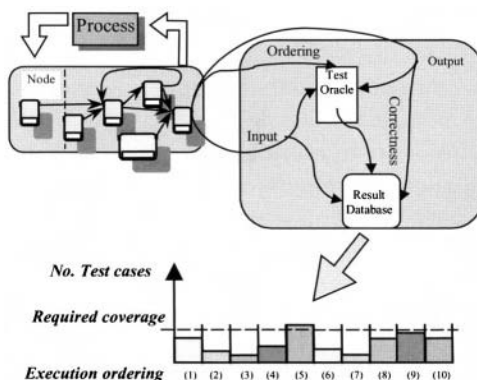 Process
Node
Ordering
Output
Test
Oracle
Correctness
Input
Result
Database
No. Test cases
Required coverage
Execution ordering (1) (2) (3) (4) (5) (6) (7) (8) (9) (10)